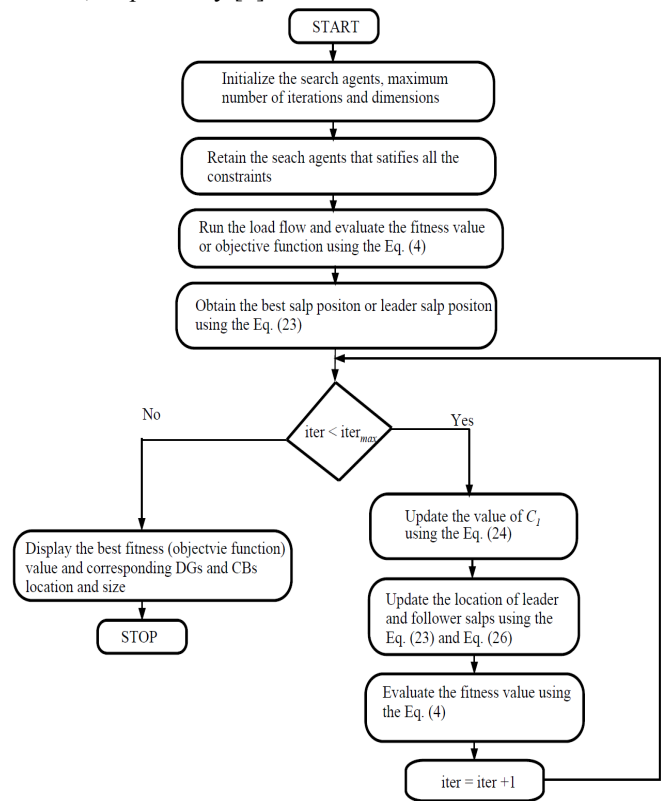 START
Initialize the search agents, maximum
number of iterations and dimensions
Retain the seach agents that satifies all the
constraints
Run the load flow and evaluate the fitness value
or objective function using the Eq. (4)
Obtain the best salp positon or leader salp positon
using the Eq. (23)
No
iter < iter_max
Yes
Update the value of C_1
using the Eq. (24)
Display the best fitness (objectvie function)
value and corresponding DGs and CBs
location and size
Update the location of leader
and follower salps using the
Eq. (23) and Eq. (26)
STOP
Evaluate the fitness value using
the Eq. (4)
iter = iter +1